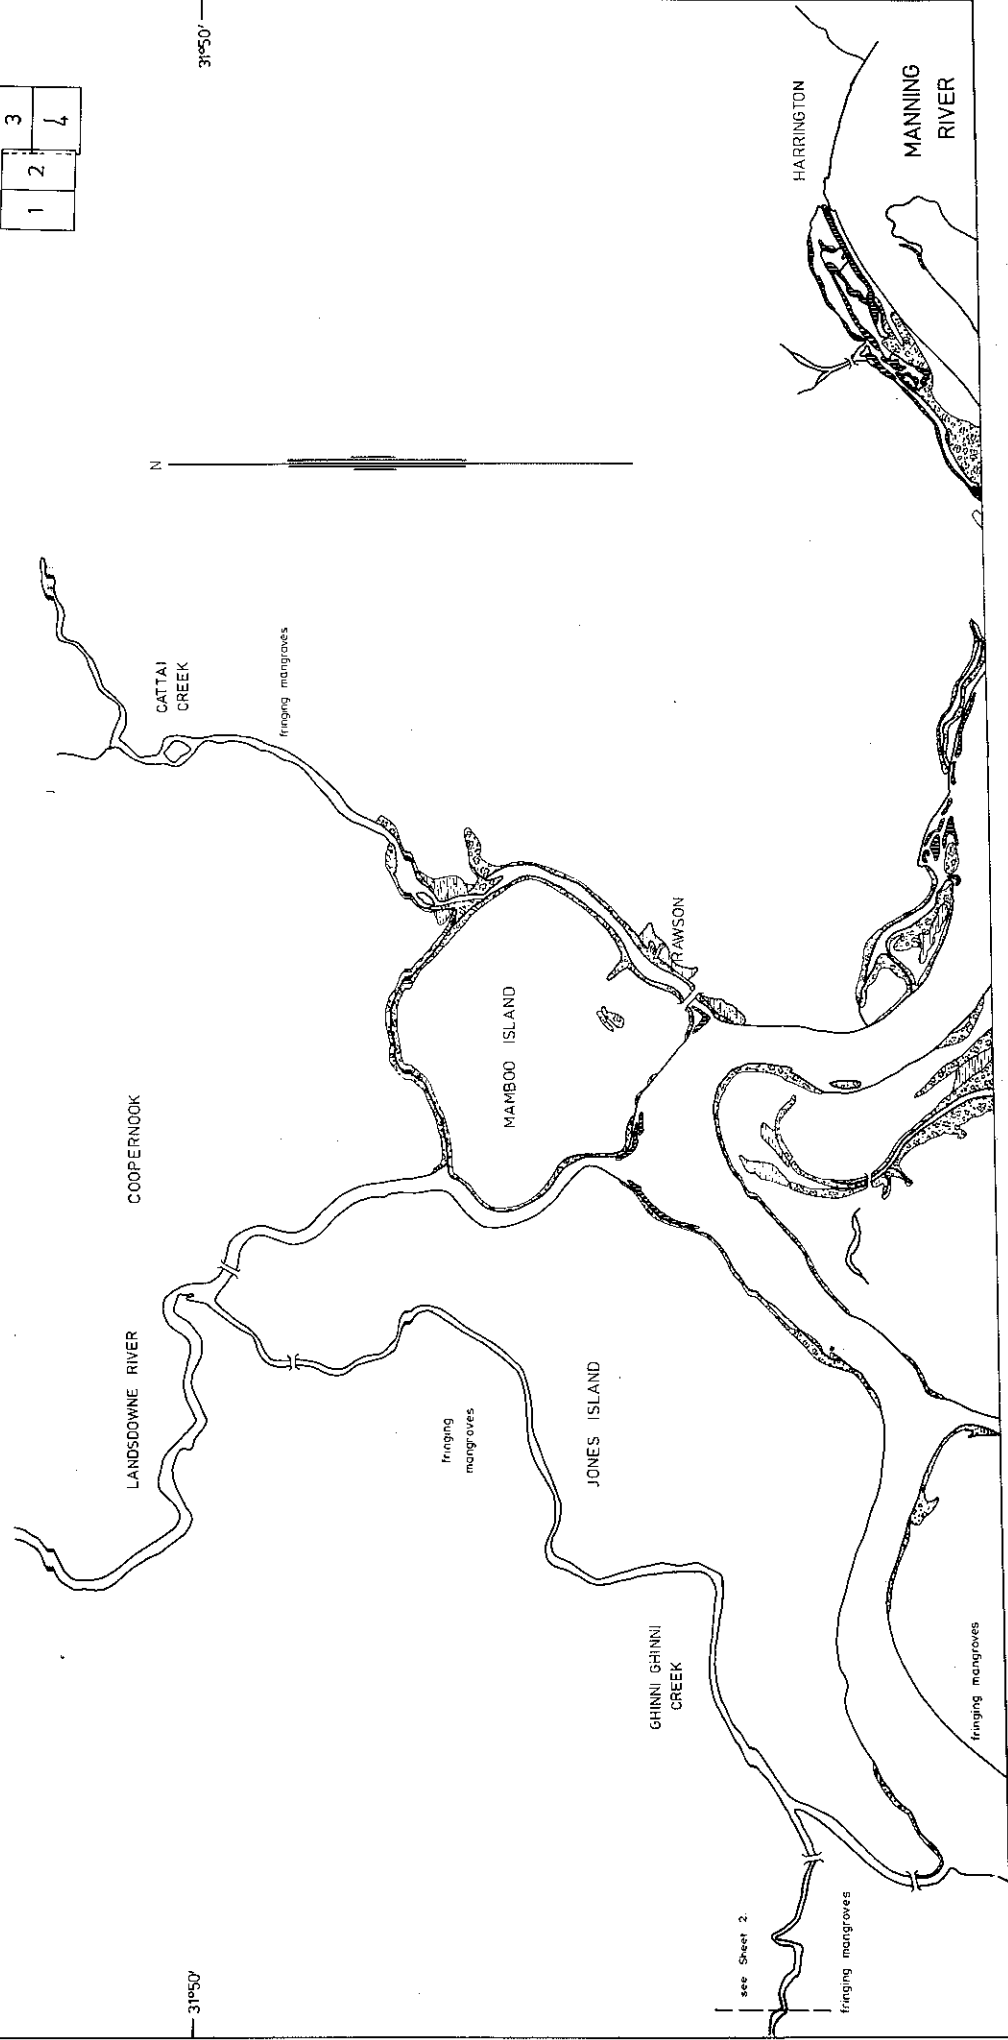 31°50'
31°50'
1 2 3
4
N
LANDSDOWNE RIVER
COOPERNOOK
CATTAI
CREEK
fringing mangroves
fringing
mangroves
MAMBOO ISLAND
JONES ISLAND
RAWSON
GHINNI GHINNI
CREEK
HARRINGTON
MANNING
RIVER
see Sheet 2.
fringing mangroves
fringing mangroves